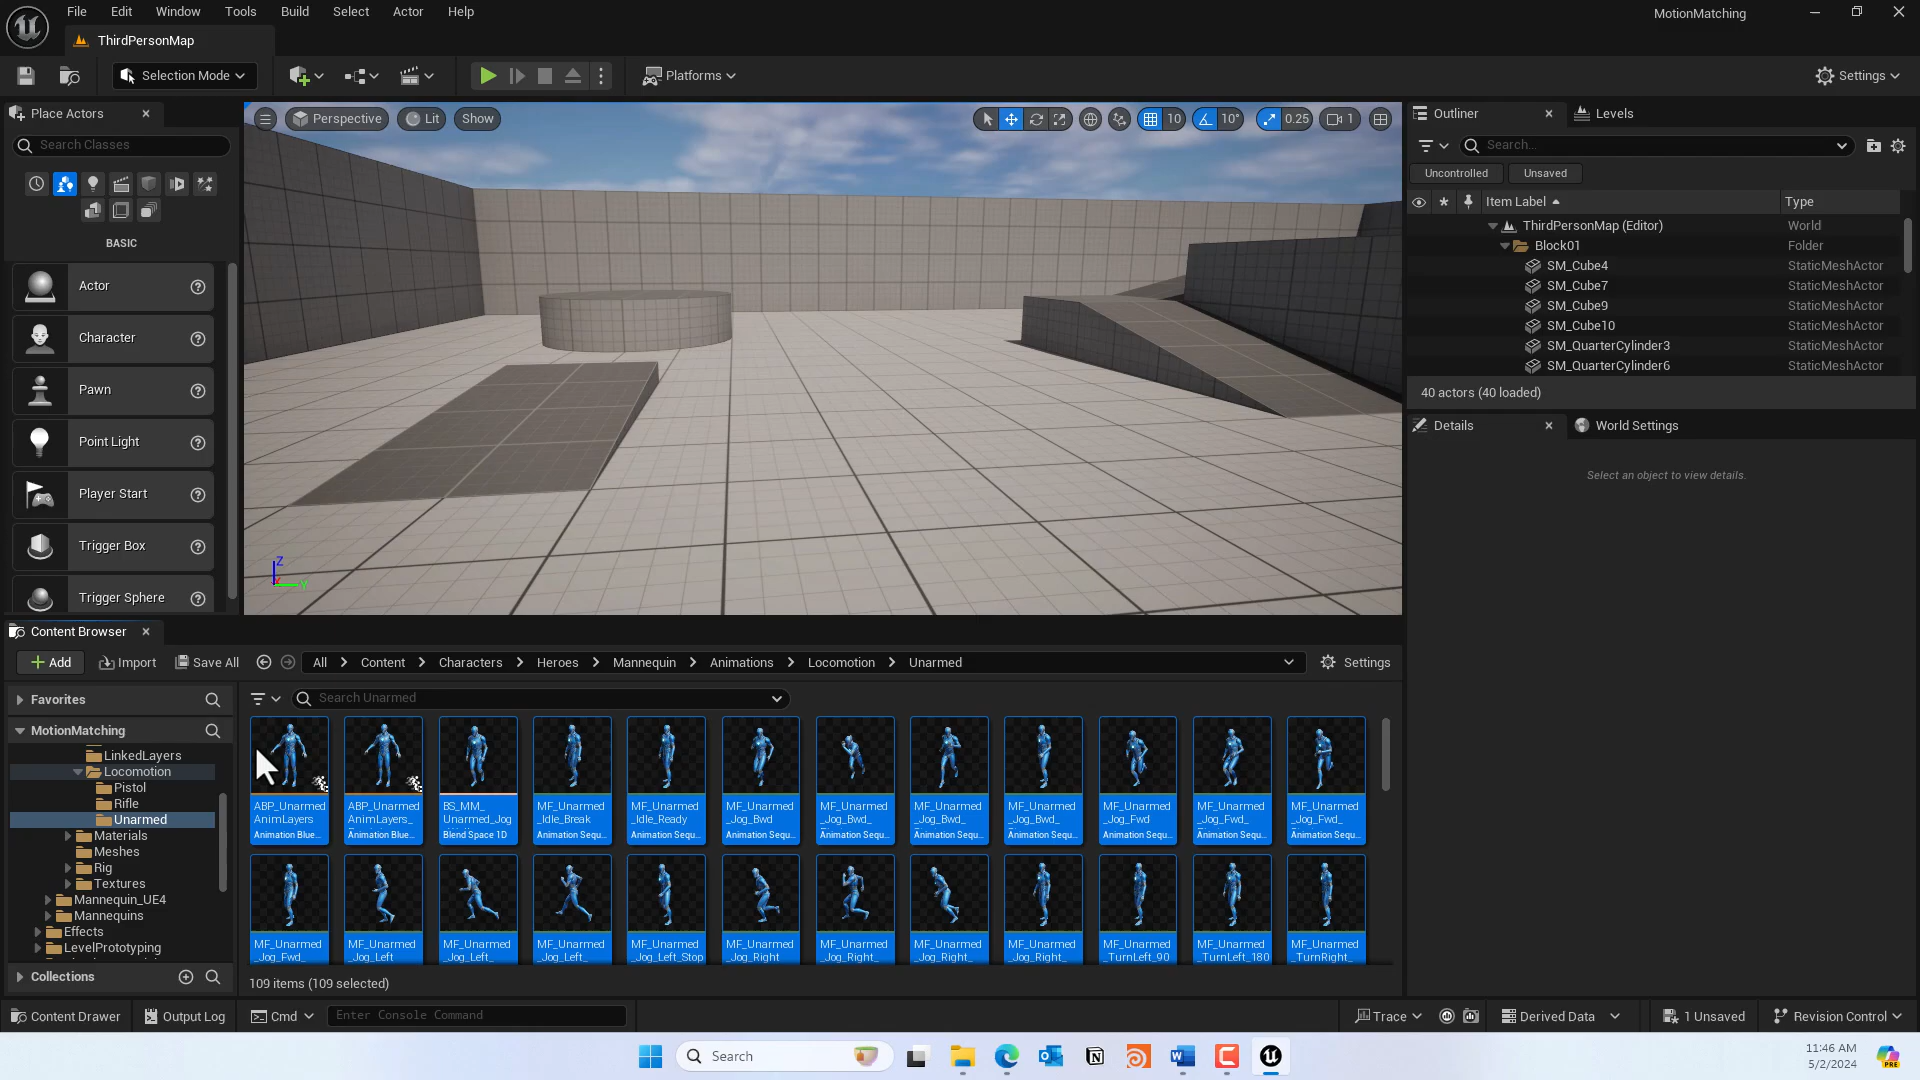 File Edit Window Tools Build Select Actor Help
MotionMatching
ThirdPersonMap
Selection Mode
Platforms
Settings
Place Actors
Perspective Lit Show
10 10° 0.25 1
Outliner Levels
Search Classes
Search...
Uncontrolled Unsaved
Item Label Type
ThirdPersonMap (Editor) World
Block01 Folder
SM_Cube4 StaticMeshActor
SM_Cube7 StaticMeshActor
SM_Cube9 StaticMeshActor
SM_Cube10 StaticMeshActor
SM_QuarterCylinder3 StaticMeshActor
SM_QuarterCylinder6 StaticMeshActor
40 actors (40 loaded)
BASIC
Actor
Character
Pawn
Point Light
Player Start
Trigger Box
Trigger Sphere
Details World Settings
Select an object to view details.
Z
Y
Content Browser
Add Import Save All All Content Characters Heroes Mannequin Animations Locomotion Unarmed Settings
Favorites
Search Unarmed
MotionMatching
LinkedLayers
Locomotion
Pistol
Rifle
Unarmed
Materials
Meshes
Rig
Textures
Mannequin_UE4
Mannequins
Effects
LevelPrototyping
Collections
ABP_Unarmed AnimLayers Animation Blue...
ABP_Unarmed AnimLayers_ Animation Blue...
BS_MM_ Unarmed_Jog Blend Space 1D
MF_Unarmed _Idle_Break Animation Sequ...
MF_Unarmed _Idle_Ready Animation Sequ...
MF_Unarmed _Jog_Bwd Animation Sequ...
MF_Unarmed _Jog_Bwd_ Animation Sequ...
MF_Unarmed _Jog_Bwd_ Animation Sequ...
MF_Unarmed _Jog_Bwd_ Animation Sequ...
MF_Unarmed _Jog_Fwd Animation Sequ...
MF_Unarmed _Jog_Fwd_ Animation Sequ...
MF_Unarmed _Jog_Fwd_ Animation Sequ...
MF_Unarmed _Jog_Fwd_
MF_Unarmed _Jog_Left
MF_Unarmed _Jog_Left_
MF_Unarmed _Jog_Left_
MF_Unarmed _Jog_Left_Stop
MF_Unarmed _Jog_Right
MF_Unarmed _Jog_Right_
MF_Unarmed _Jog_Right_
MF_Unarmed _Jog_Right_
MF_Unarmed _TurnLeft_90
MF_Unarmed _TurnLeft_180
MF_Unarmed _TurnRight_
109 items (109 selected)
Content Drawer Output Log Cmd Enter Console Command Trace Derived Data 1 Unsaved Revision Control
Search
11:46 AM
5/2/2024
PRE